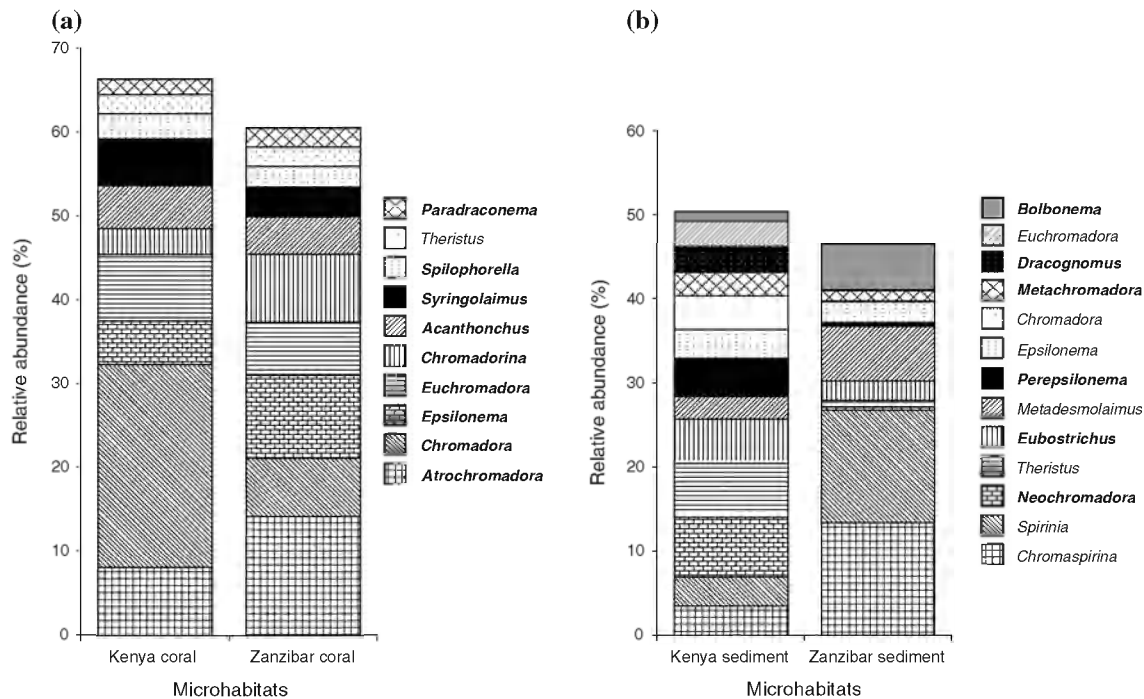 (a)
70
60
50
40
30
20
10
0
Relative abundance (%)
Kenya coral Zanzibar coral
Microhabitats
Paradraconema
Theristus
Spilophorella
Syringolaimus
Acanthonchus
Chromadorina
Euchromadora
Epsilonema
Chromadora
Atrochromadora
(b)
60
50
40
30
20
10
0
Relative abundance (%)
Kenya sediment Zanzibar sediment
Microhabitats
Bolbonema
Euchromadora
Dracognomus
Metachromadora
Chromadora
Epsilonema
Perepsilonema
Metadesmolaimus
Eubostrichus
Theristus
Neochromadora
Spirinia
Chromaspirina